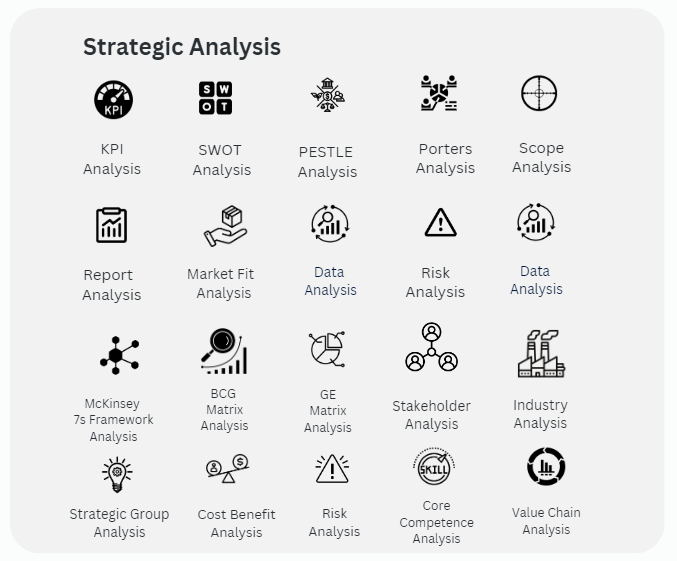 Strategic Analysis
KPI
S W
O T
KPI
Analysis
SWOT
Analysis
PESTLE
Analysis
Porters
Analysis
Scope
Analysis
Report
Analysis
Market Fit
Analysis
Data
Analysis
Risk
Analysis
Data
Analysis
McKinsey
7s Framework
Analysis
BCG
Matrix
Analysis
GE
Matrix
Analysis
Stakeholder
Analysis
Industry
Analysis
SKILL
Strategic Group
Analysis
Cost Benefit
Analysis
Risk
Analysis
Core
Competence
Analysis
Value Chain
Analysis